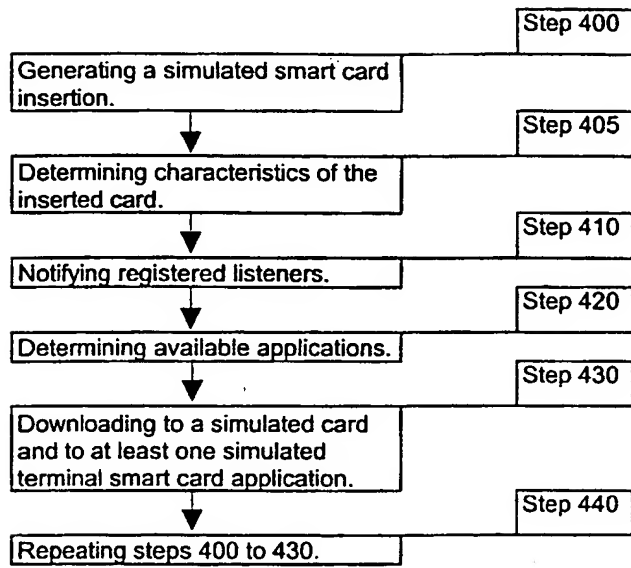 Step 400
Generating a simulated smart card
insertion.
Step 405
Determining characteristics of the
inserted card.
Step 410
Notifying registered listeners.
Step 420
Determining available applications.
Step 430
Downloading to a simulated card
and to at least one simulated
terminal smart card application.
Step 440
Repeating steps 400 to 430.